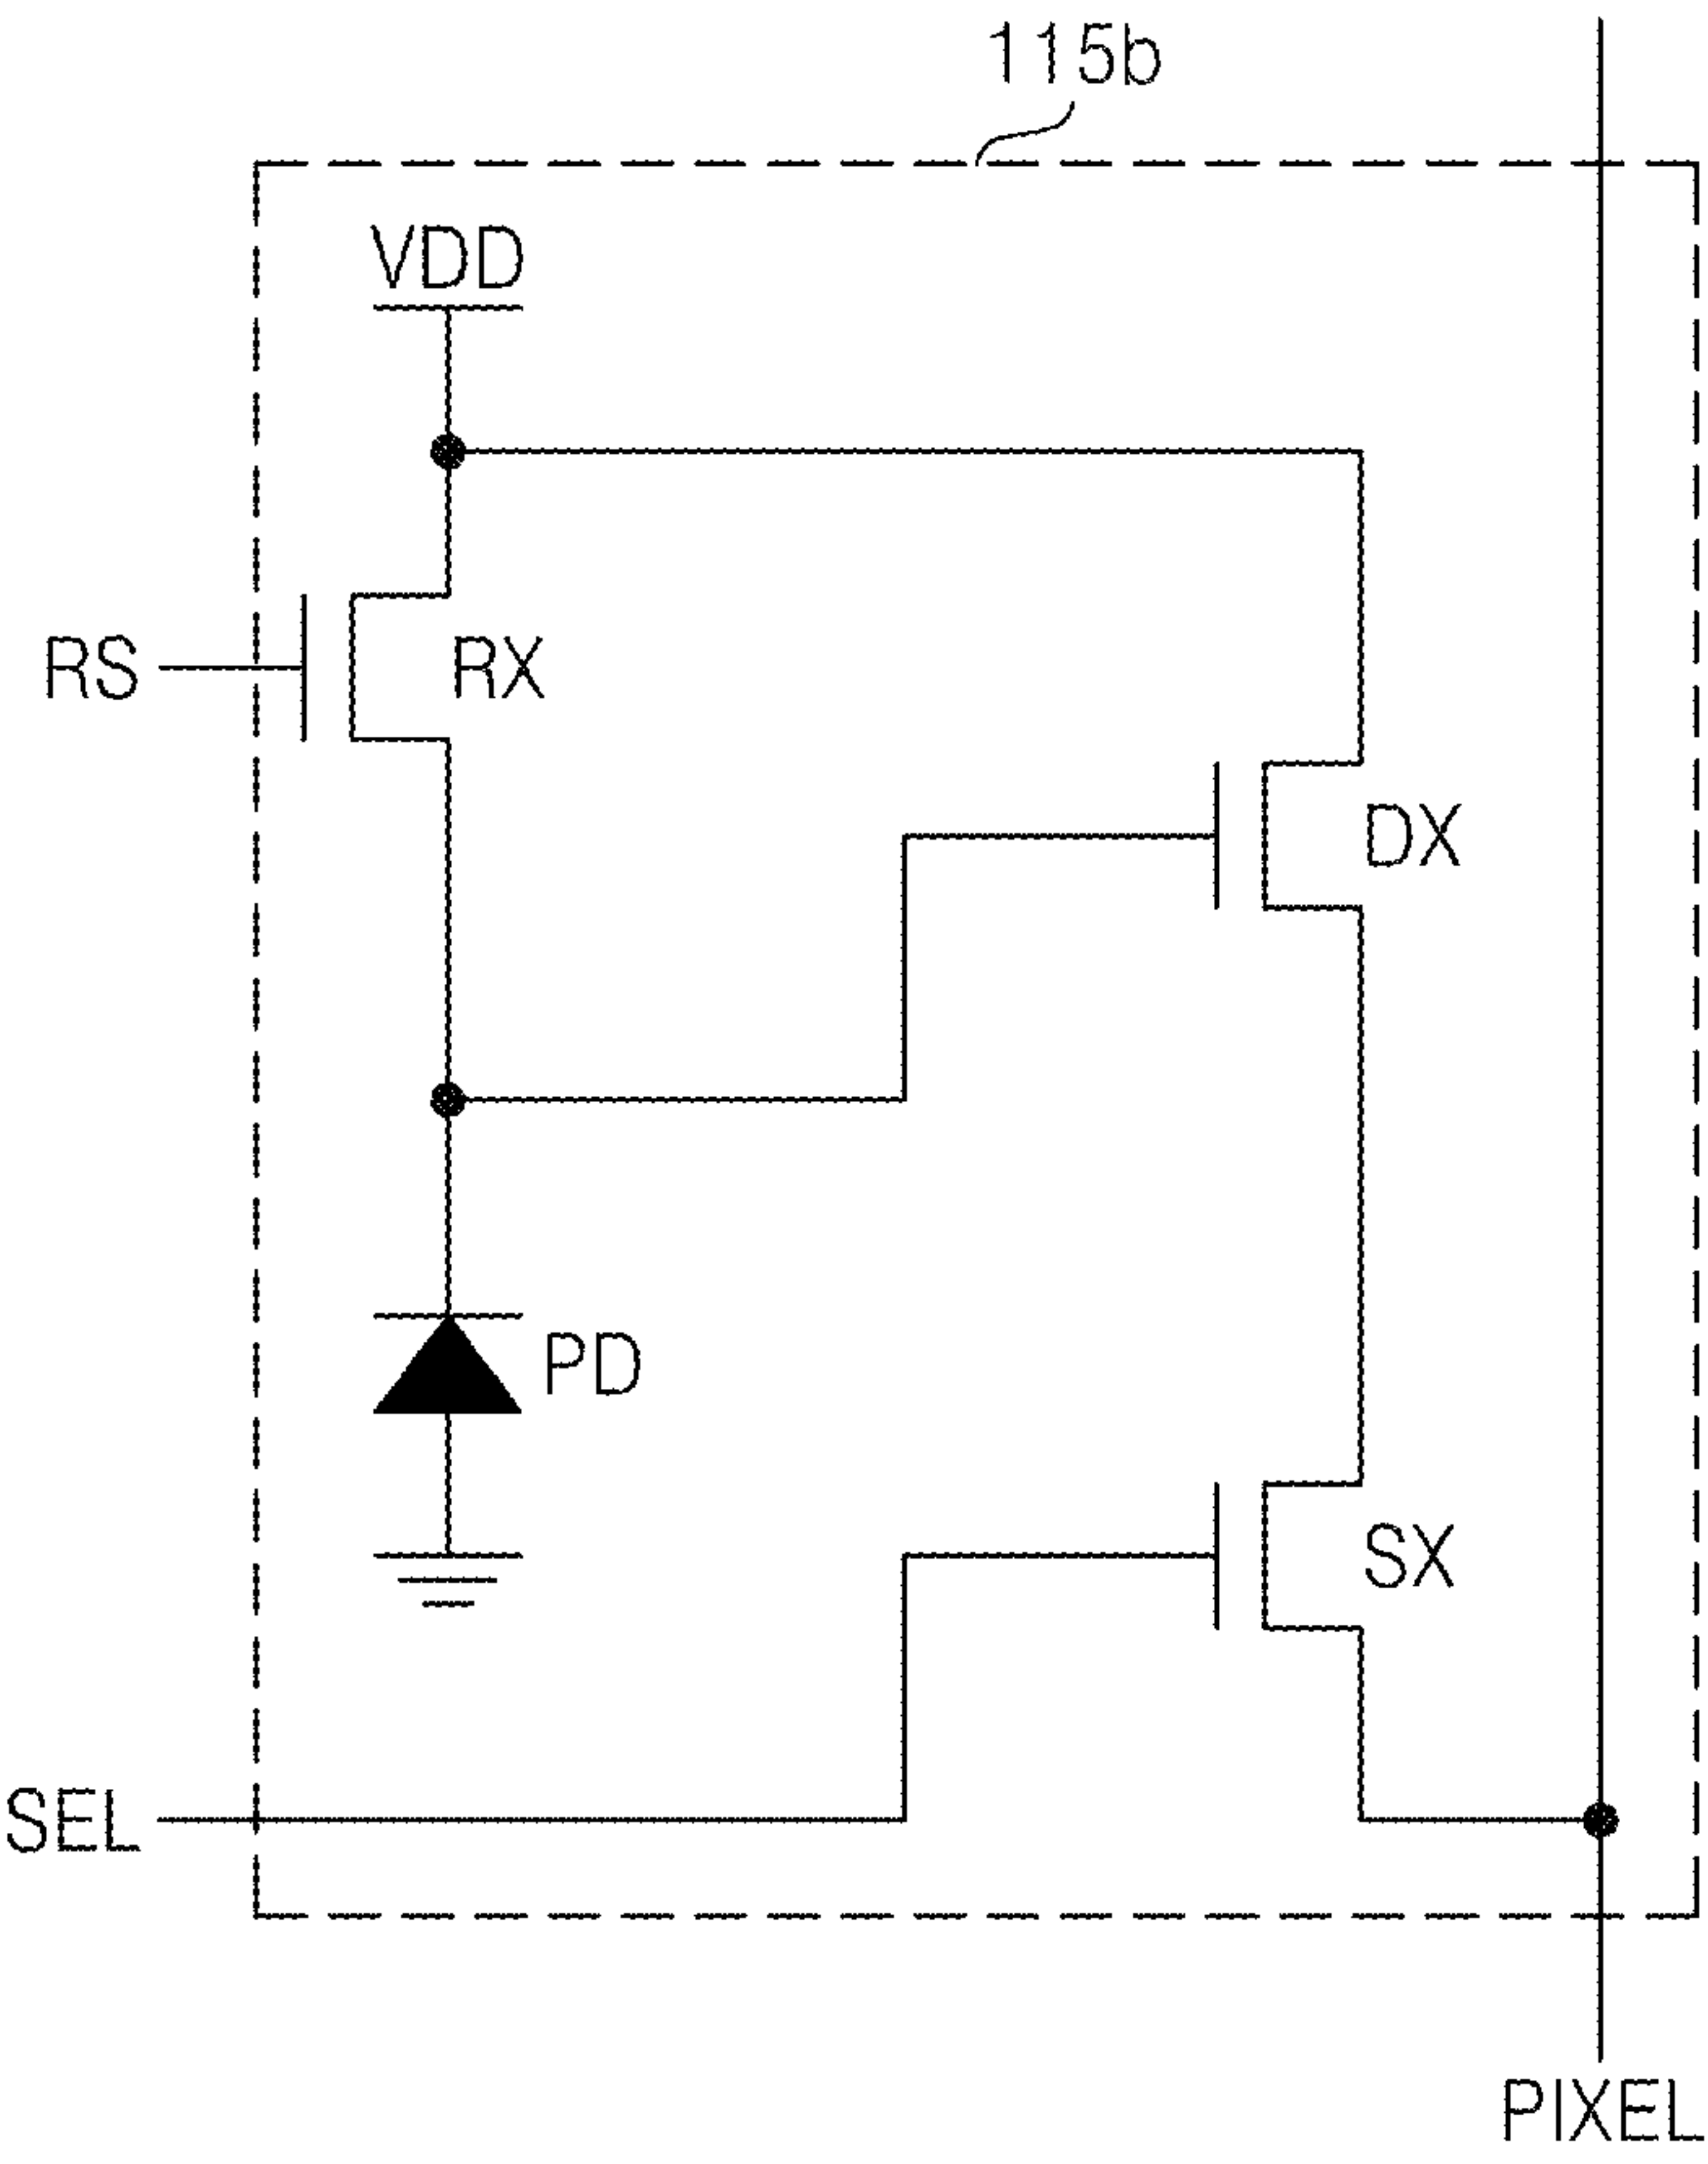 115b
VDD
RS
RX
DX
PD
SX
SEL
PIXEL